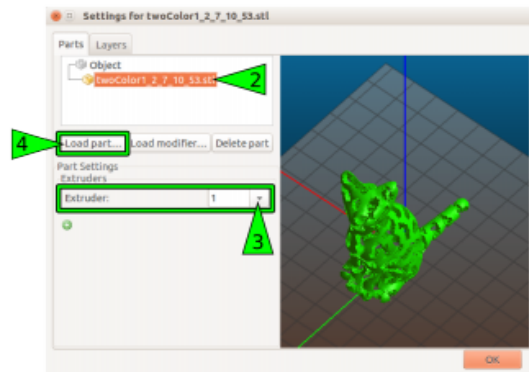 Settings for twoColor1_2_7_10_53.stl
Parts Layers
Object
twoColor1_2_7_10_53.stl
2
4
Load part... Load modifier... Delete part
Part Settings
Extruders
Extruder: 1
3
OK